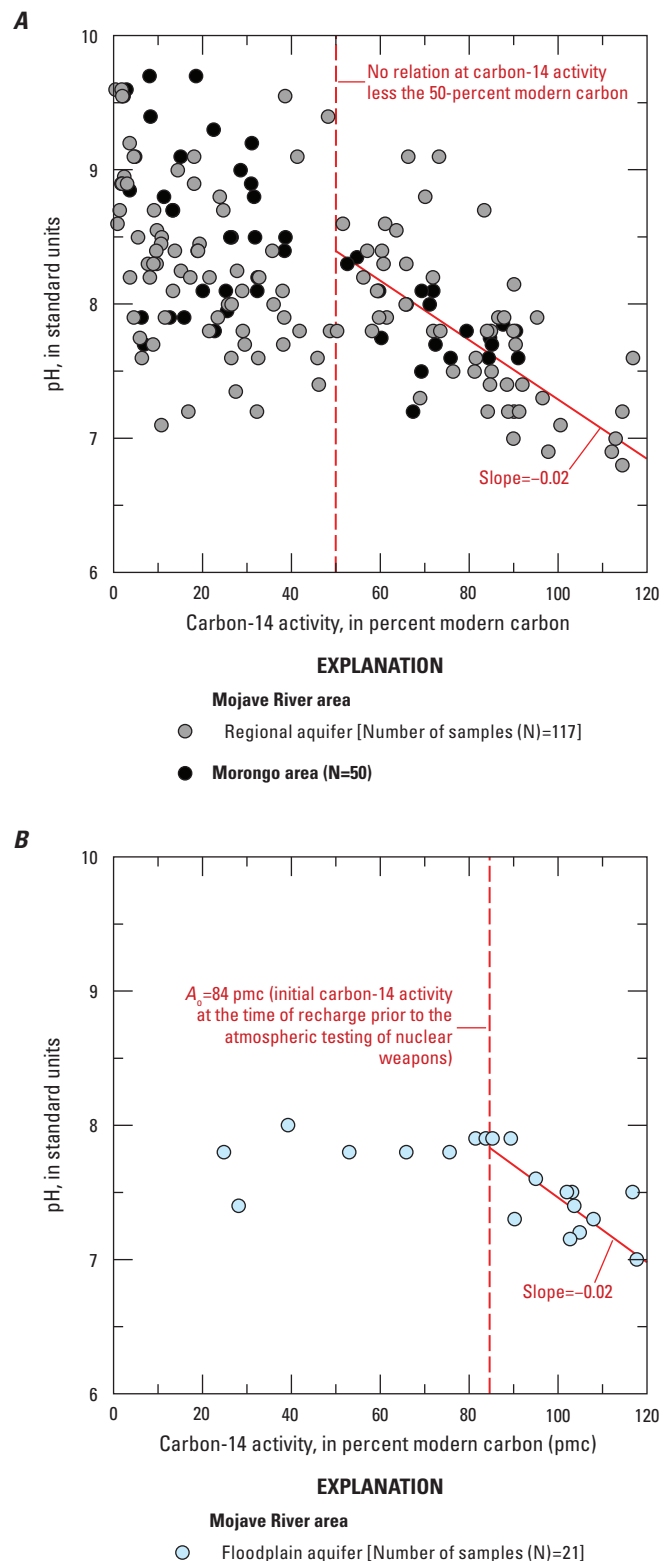 A
10
9
8
7
6
pH, in standard units
No relation at carbon-14 activity
less the 50-percent modern carbon
Slope=−0.02
0 20 40 60 80 100 120
Carbon-14 activity, in percent modern carbon
EXPLANATION
Mojave River area
Regional aquifer [Number of samples (N)=117]
Morongo area (N=50)
B
10
9
8
7
6
pH, in standard units
Ao=84 pmc (initial carbon-14 activity
at the time of recharge prior to the
atmospheric testing of nuclear
weapons)
Slope=−0.02
0 20 40 60 80 100 120
Carbon-14 activity, in percent modern carbon (pmc)
EXPLANATION
Mojave River area
Floodplain aquifer [Number of samples (N)=21]